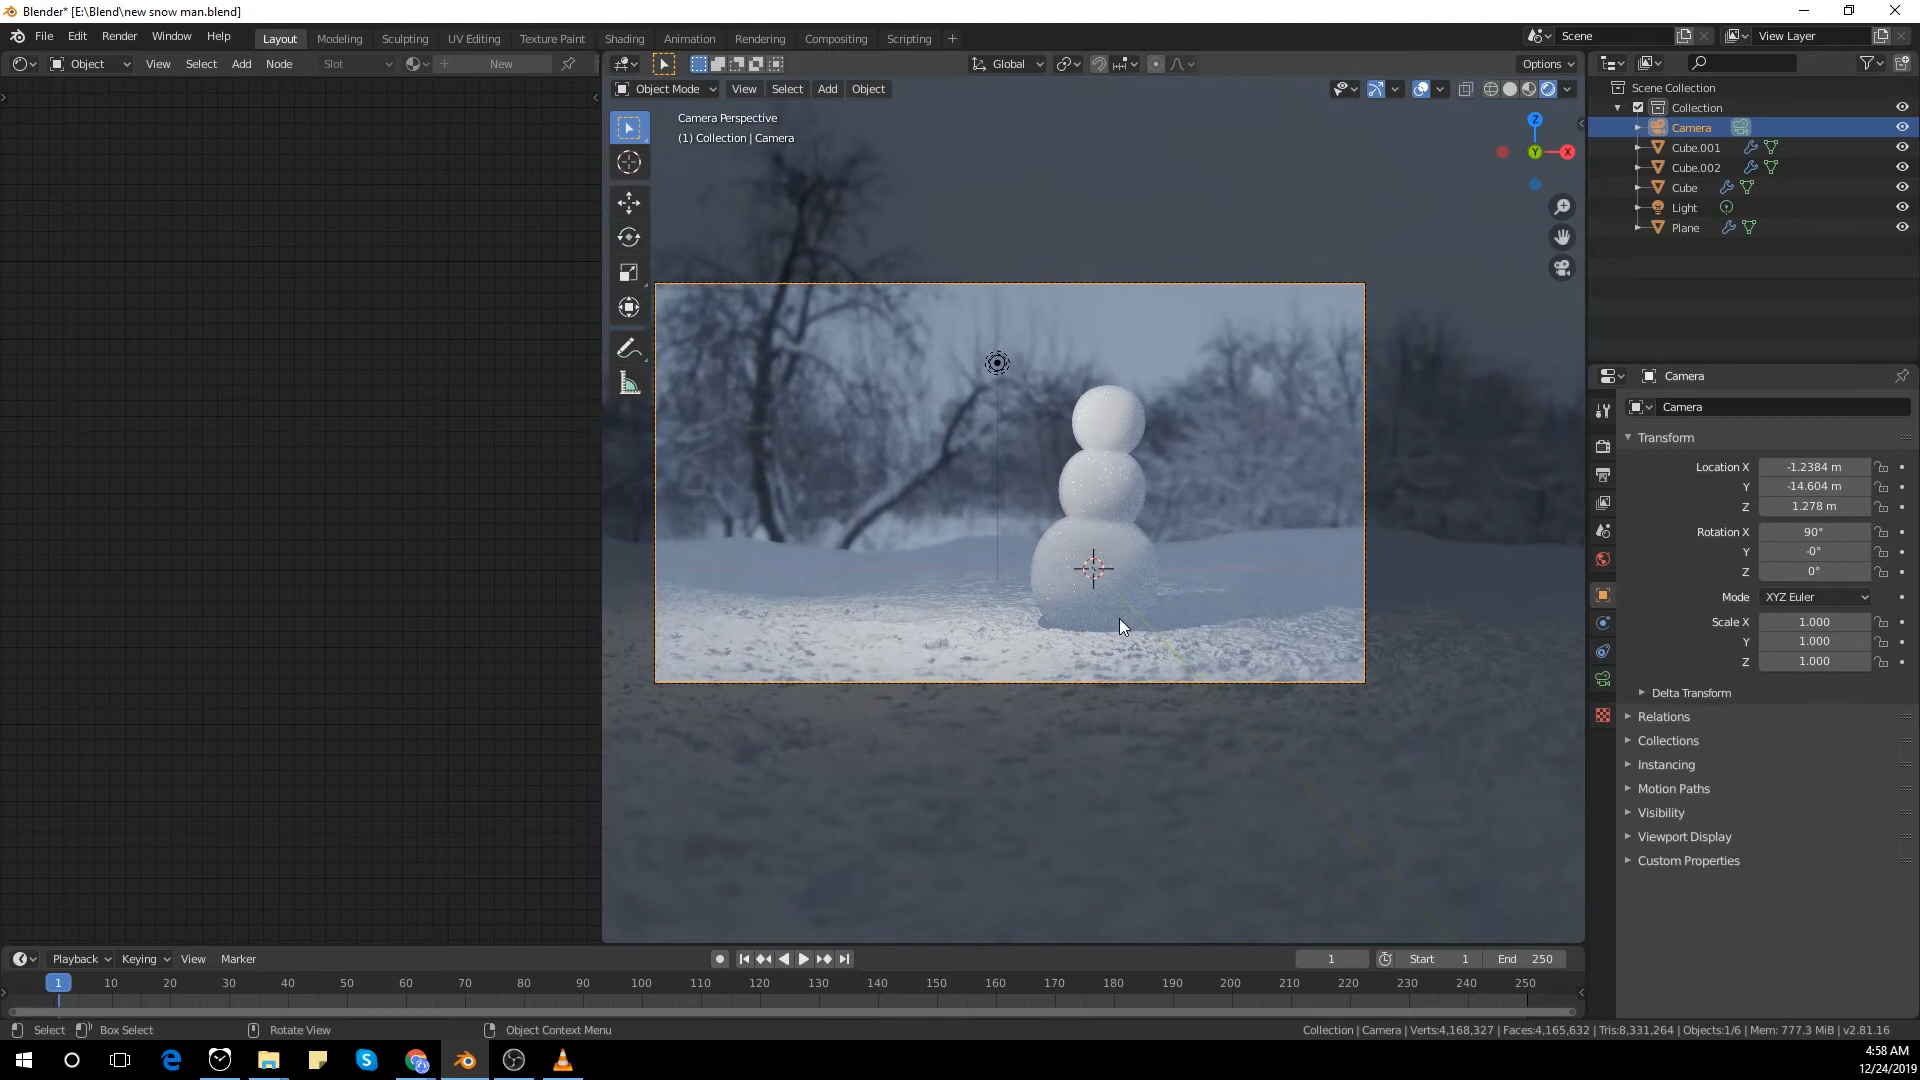 Blender* [E:\Blend\new snow man.blend]
File Edit Render Window Help Layout Modeling Sculpting UV Editing Texture Paint Shading Animation Rendering Compositing Scripting + Scene View Layer
Object View Select Add Node Slot New Global Options
Object Mode View Select Add Object
Camera Perspective
(1) Collection | Camera
Z
Y
X
Scene Collection
Collection
Camera
Cube.001
Cube.002
Cube
Light
Plane
Camera
Camera
Transform
Location X -1.2384 m
Y -14.604 m
Z 1.278 m
Rotation X 90°
Y -0°
Z 0°
Mode XYZ Euler
Scale X 1.000
Y 1.000
Z 1.000
Delta Transform
Relations
Collections
Instancing
Motion Paths
Visibility
Viewport Display
Custom Properties
Playback Keying View Marker 1 Start 1 End 250
1 10 20 30 40 50 60 70 80 90 100 110 120 130 140 150 160 170 180 190 200 210 220 230 240 250
Select Box Select Rotate View Object Context Menu Collection | Camera | Verts:4,168,327 | Faces:4,165,632 | Tris:8,331,264 | Objects:1/6 | Mem: 777.3 MiB | v2.81.16
4:58 AM
12/24/2019